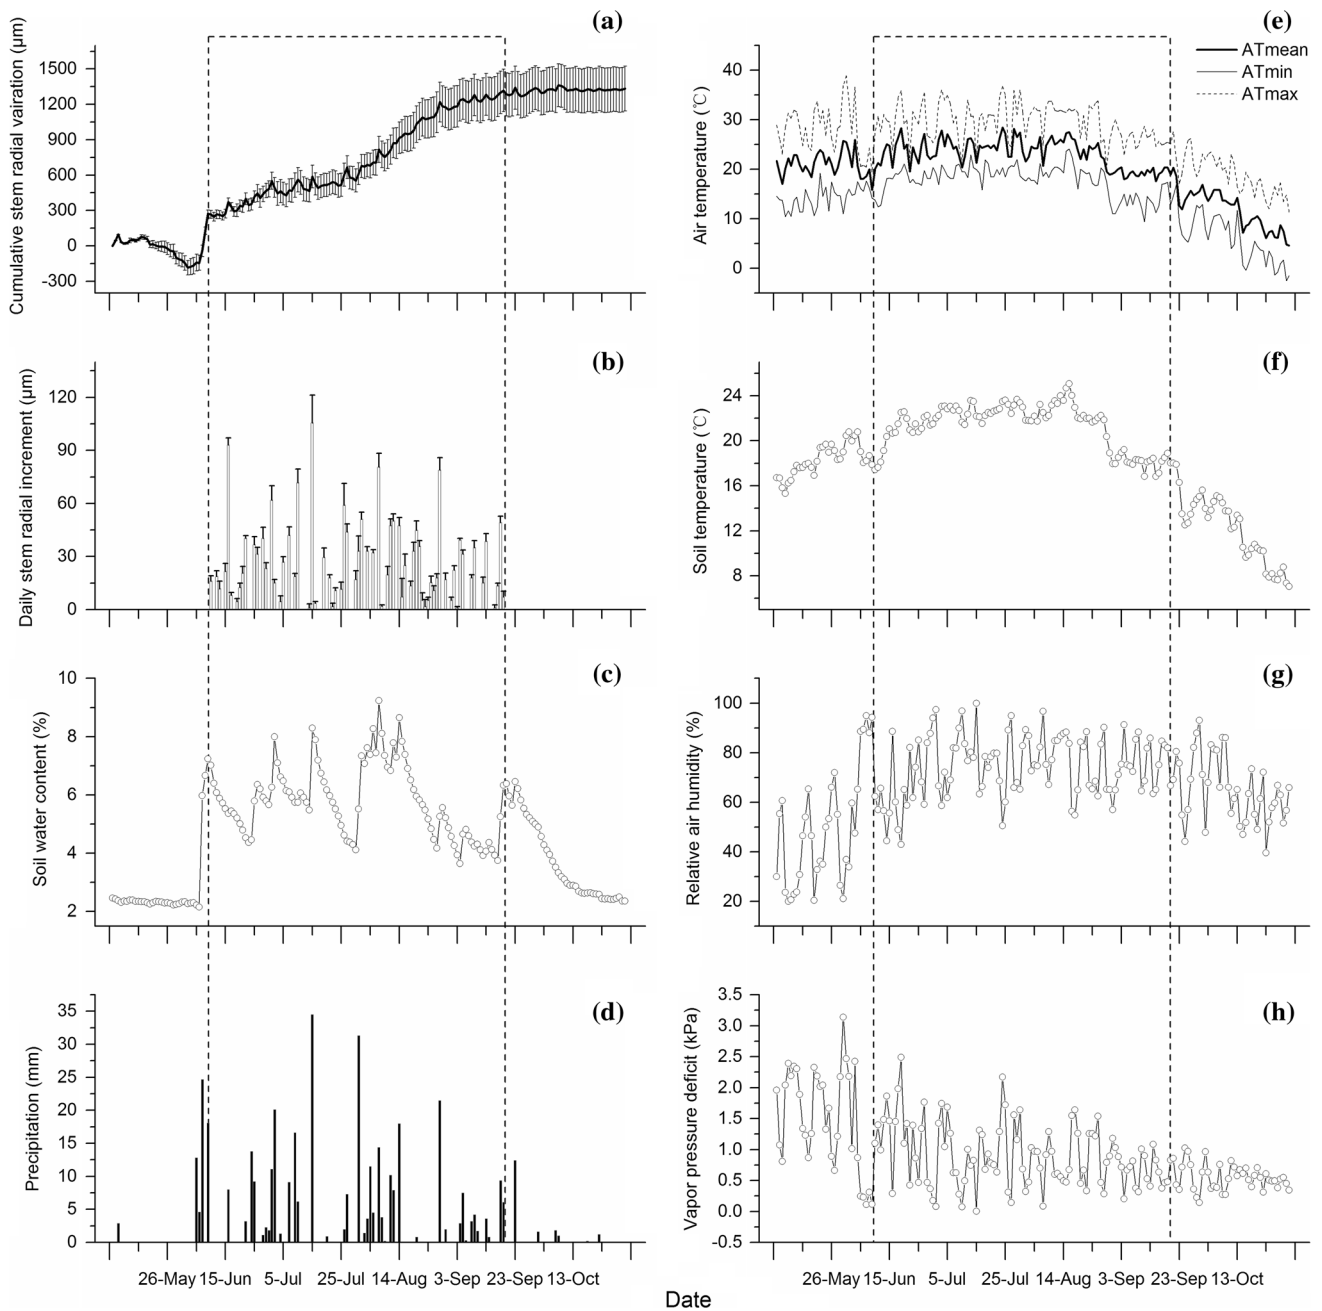 (a)
Cumulative stem radial vairation (μm)
1500
1200
900
600
300
0
-300
(b)
Daily stem radial increment (μm)
120
90
60
30
0
(c)
Soil water content (%)
10
8
6
4
2
(d)
Precipitation (mm)
35
30
25
20
15
10
5
0
26-May 15-Jun 5-Jul 25-Jul 14-Aug 3-Sep 23-Sep 13-Oct
(e)
ATmean
ATmin
ATmax
Air temperature (℃)
40
30
20
10
0
(f)
Soil temperature (℃)
24
20
16
12
8
(g)
Relative air humidity (%)
100
80
60
40
20
(h)
Vapor pressure deficit (kPa)
3.5
3.0
2.5
2.0
1.5
1.0
0.5
0.0
-0.5
26-May 15-Jun 5-Jul 25-Jul 14-Aug 3-Sep 23-Sep 13-Oct
Date